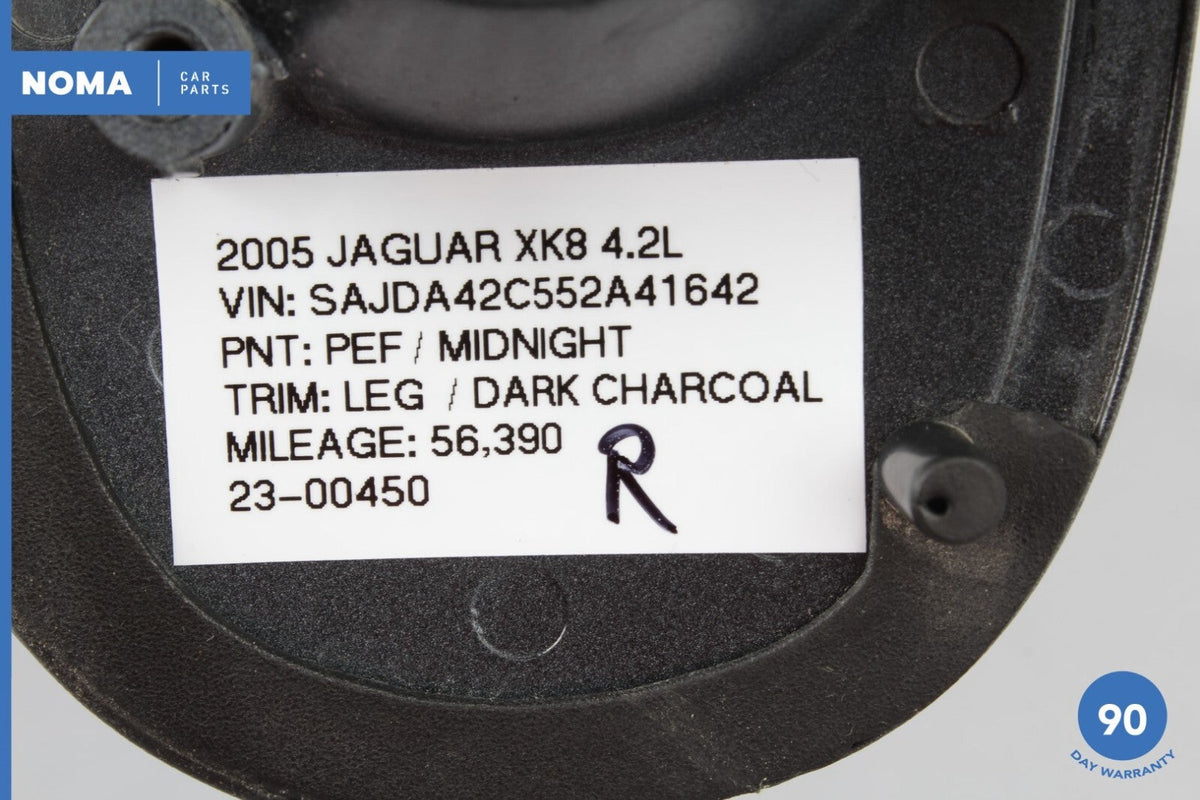 NOMA
CAR
PARTS
2005 JAGUAR XK8 4.2L
VIN: SAJDA42C552A41642
PNT: PEF / MIDNIGHT
TRIM: LEG / DARK CHARCOAL
MILEAGE: 56,390
23-00450
R
90
DAY WARRANTY